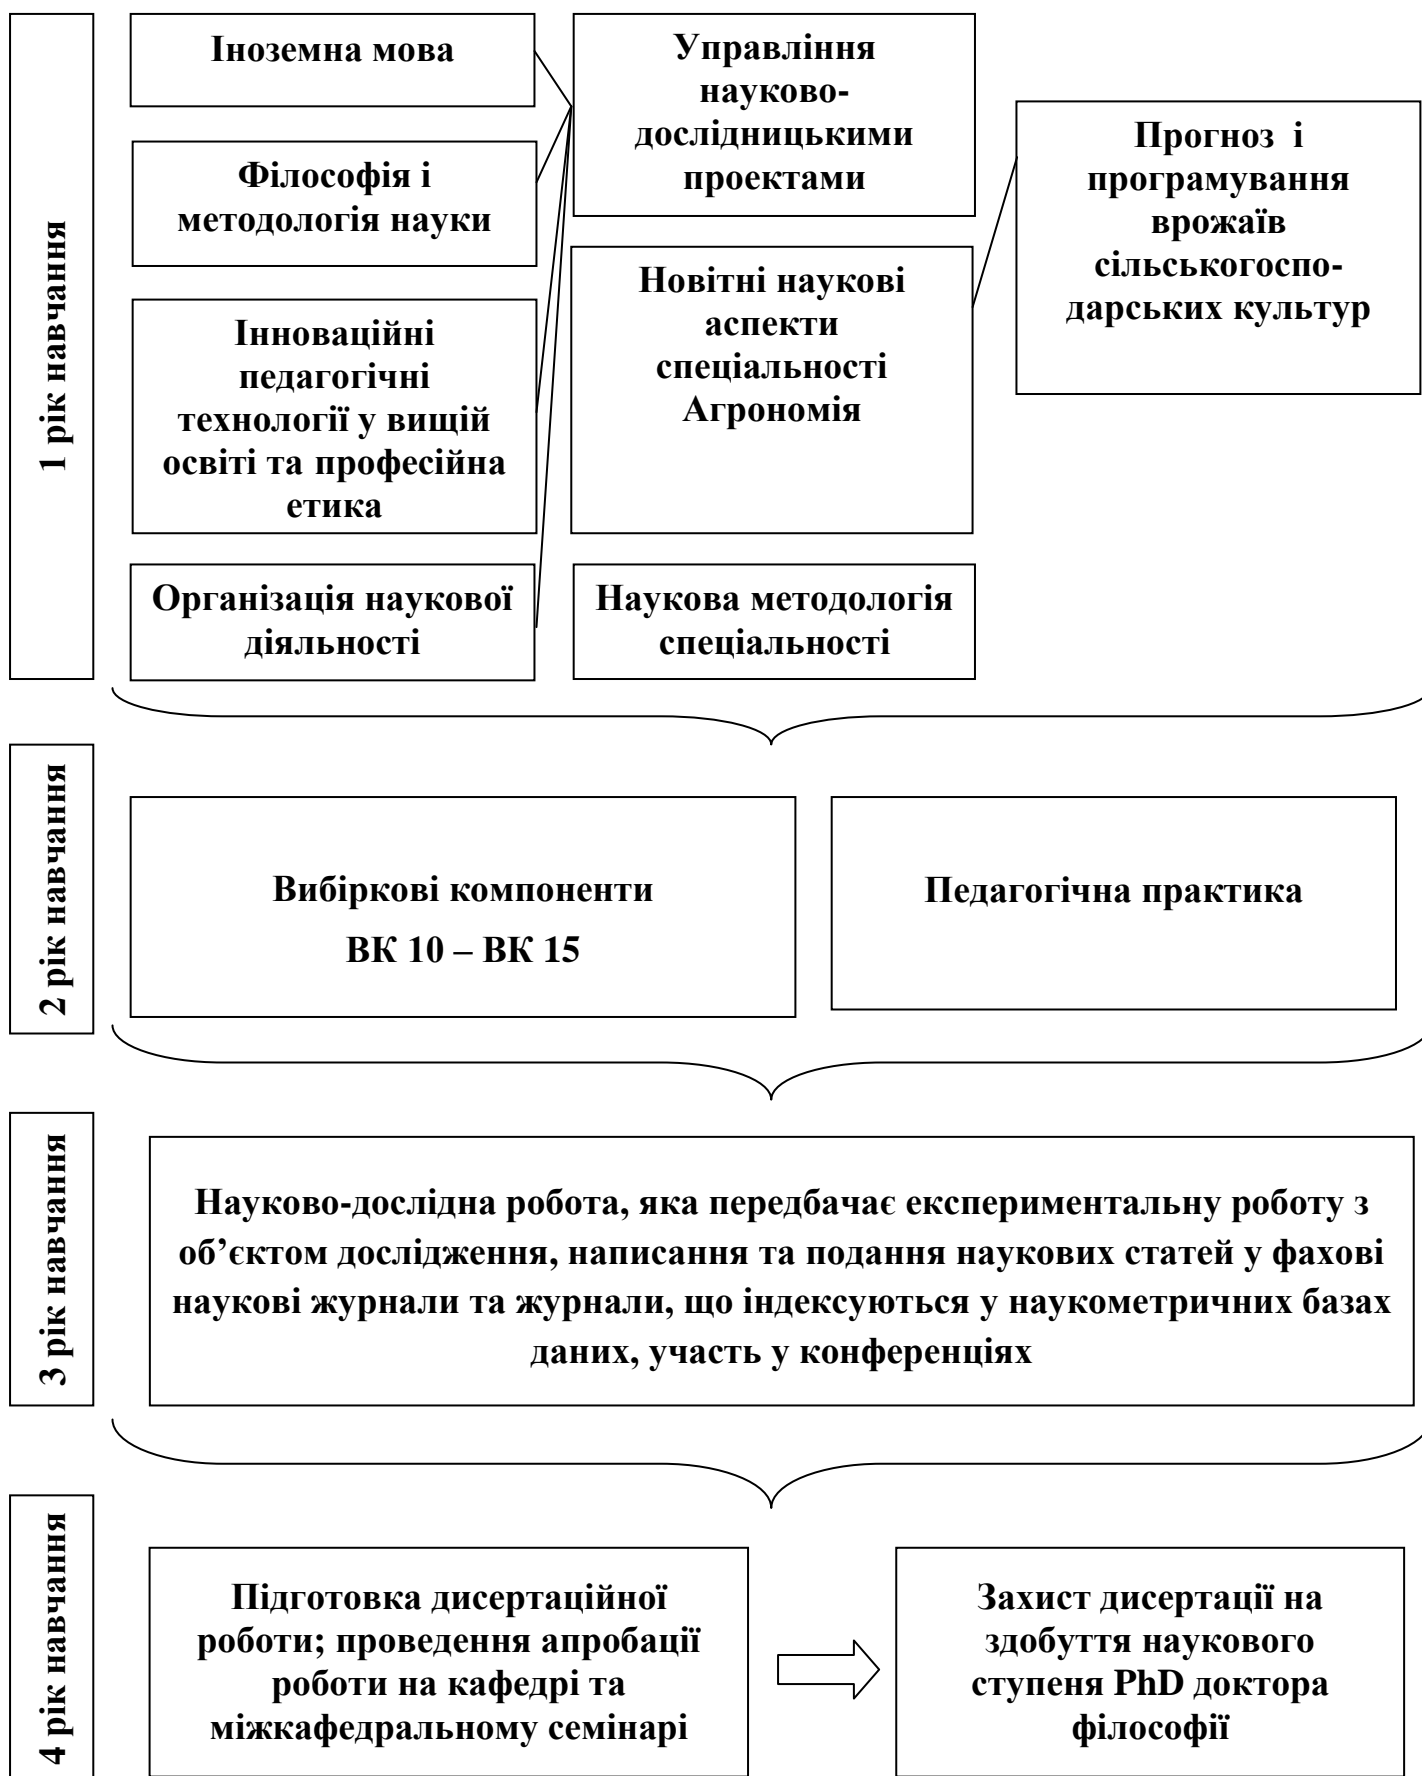 1 рік навчання
Іноземна мова
Філософія і
методологія науки
Інноваційні
педагогічні
технології у вищій
освіті та професійна
етика
Організація наукової
діяльності
Управління
науково-
дослідницькими
проектами
Новітні наукові
аспекти
спеціальності
Агрономія
Наукова методологія
спеціальності
Прогноз і
програмування
врожаїв
сільськогоспо-
дарських культур
2 рік навчання
Вибіркові компоненти
ВК 10 – ВК 15
Педагогічна практика
3 рік навчання
Науково-дослідна робота, яка передбачає експериментальну роботу з
об’єктом дослідження, написання та подання наукових статей у фахові
наукові журнали та журнали, що індексуються у наукометричних базах
даних, участь у конференціях
4 рік навчання
Підготовка дисертаційної
роботи; проведення апробації
роботи на кафедрі та
міжкафедральному семінарі
Захист дисертації на
здобуття наукового
ступеня PhD доктора
філософії